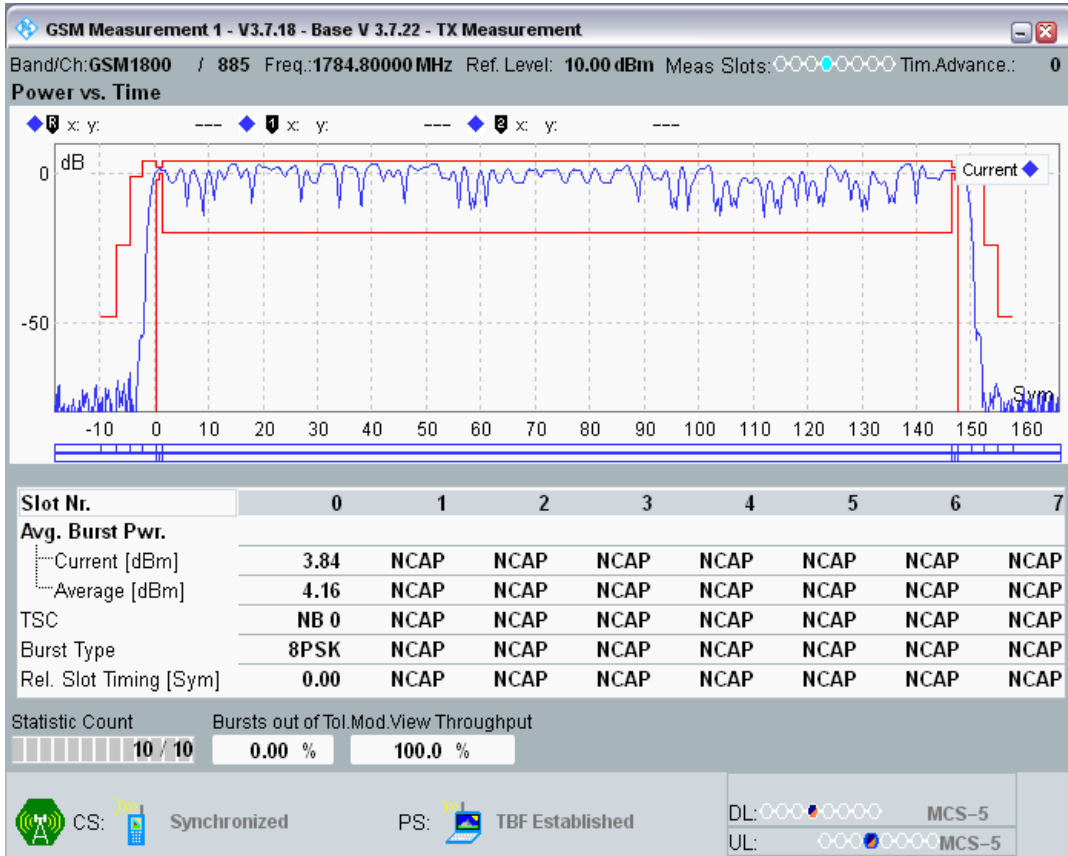 GSM Measurement 1 - V3.7.18 - Base V 3.7.22 - TX Measurement
Band/Ch:GSM1800 / 885 Freq.:1784.80000 MHz Ref. Level: 10.00 dBm Meas Slots: Tim.Advance.: 0
Power vs. Time
R x: y: --- 1 x: y: --- 2 x: y: ---
dB
Current
0
-50
Sym
-10 0 10 20 30 40 50 60 70 80 90 100 110 120 130 140 150 160
Slot Nr. 0 1 2 3 4 5 6 7
Avg. Burst Pwr.
Current [dBm] 3.84 NCAP NCAP NCAP NCAP NCAP NCAP NCAP
Average [dBm] 4.16 NCAP NCAP NCAP NCAP NCAP NCAP NCAP
TSC NB 0 NCAP NCAP NCAP NCAP NCAP NCAP NCAP
Burst Type 8PSK NCAP NCAP NCAP NCAP NCAP NCAP NCAP
Rel. Slot Timing [Sym] 0.00 NCAP NCAP NCAP NCAP NCAP NCAP NCAP
Statistic Count Bursts out of Tol.Mod.View Throughput
10 / 10 0.00 % 100.0 %
CS: Synchronized PS: TBF Established
DL: MCS-5
UL: MCS-5